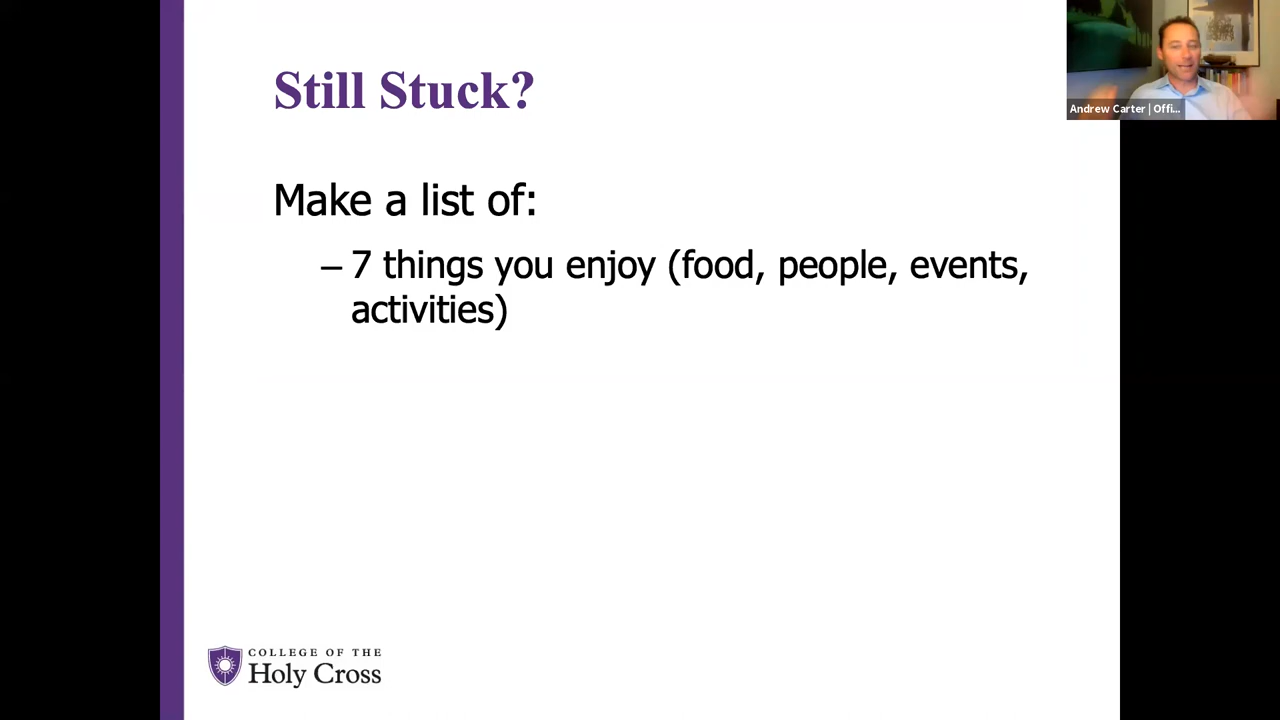 Still Stuck?
Andrew Carter | Offi...
Make a list of:
– 7 things you enjoy (food, people, events,
activities)
COLLEGE OF THE
Holy Cross